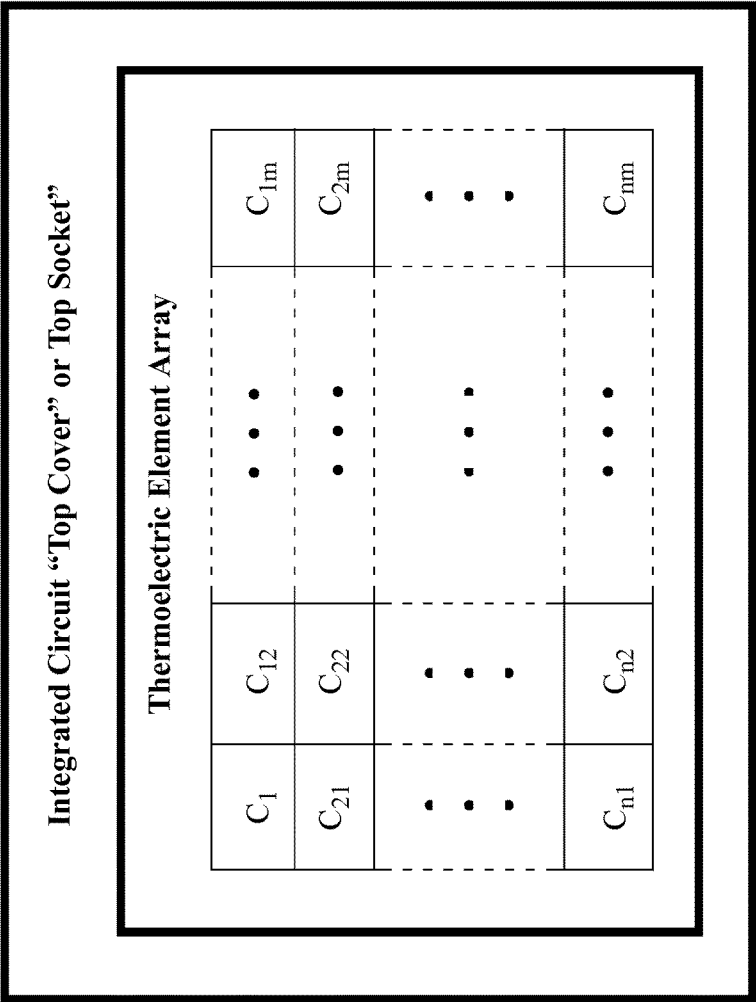 Integrated Circuit “Top Cover” or Top Socket”
Thermoelectric Element Array
C₁ C₁₂ C₁ₘ
C₂₁ C₂₂ C₂ₘ
Cₙ₁ Cₙ₂ Cₙₘ